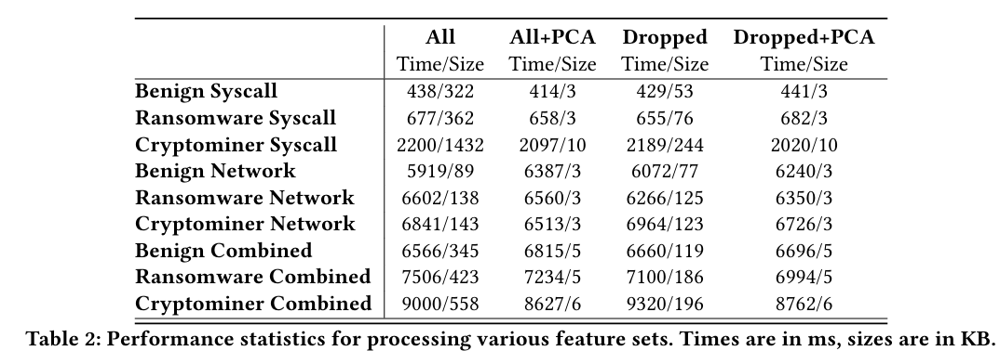 All All+PCA Dropped Dropped+PCA
Time/Size Time/Size Time/Size Time/Size
Benign Syscall 438/322 414/3 429/53 441/3
Ransomware Syscall 677/362 658/3 655/76 682/3
Cryptominer Syscall 2200/1432 2097/10 2189/244 2020/10
Benign Network 5919/89 6387/3 6072/77 6240/3
Ransomware Network 6602/138 6560/3 6266/125 6350/3
Cryptominer Network 6841/143 6513/3 6964/123 6726/3
Benign Combined 6566/345 6815/5 6660/119 6696/5
Ransomware Combined 7506/423 7234/5 7100/186 6994/5
Cryptominer Combined 9000/558 8627/6 9320/196 8762/6
Table 2: Performance statistics for processing various feature sets. Times are in ms, sizes are in KB.